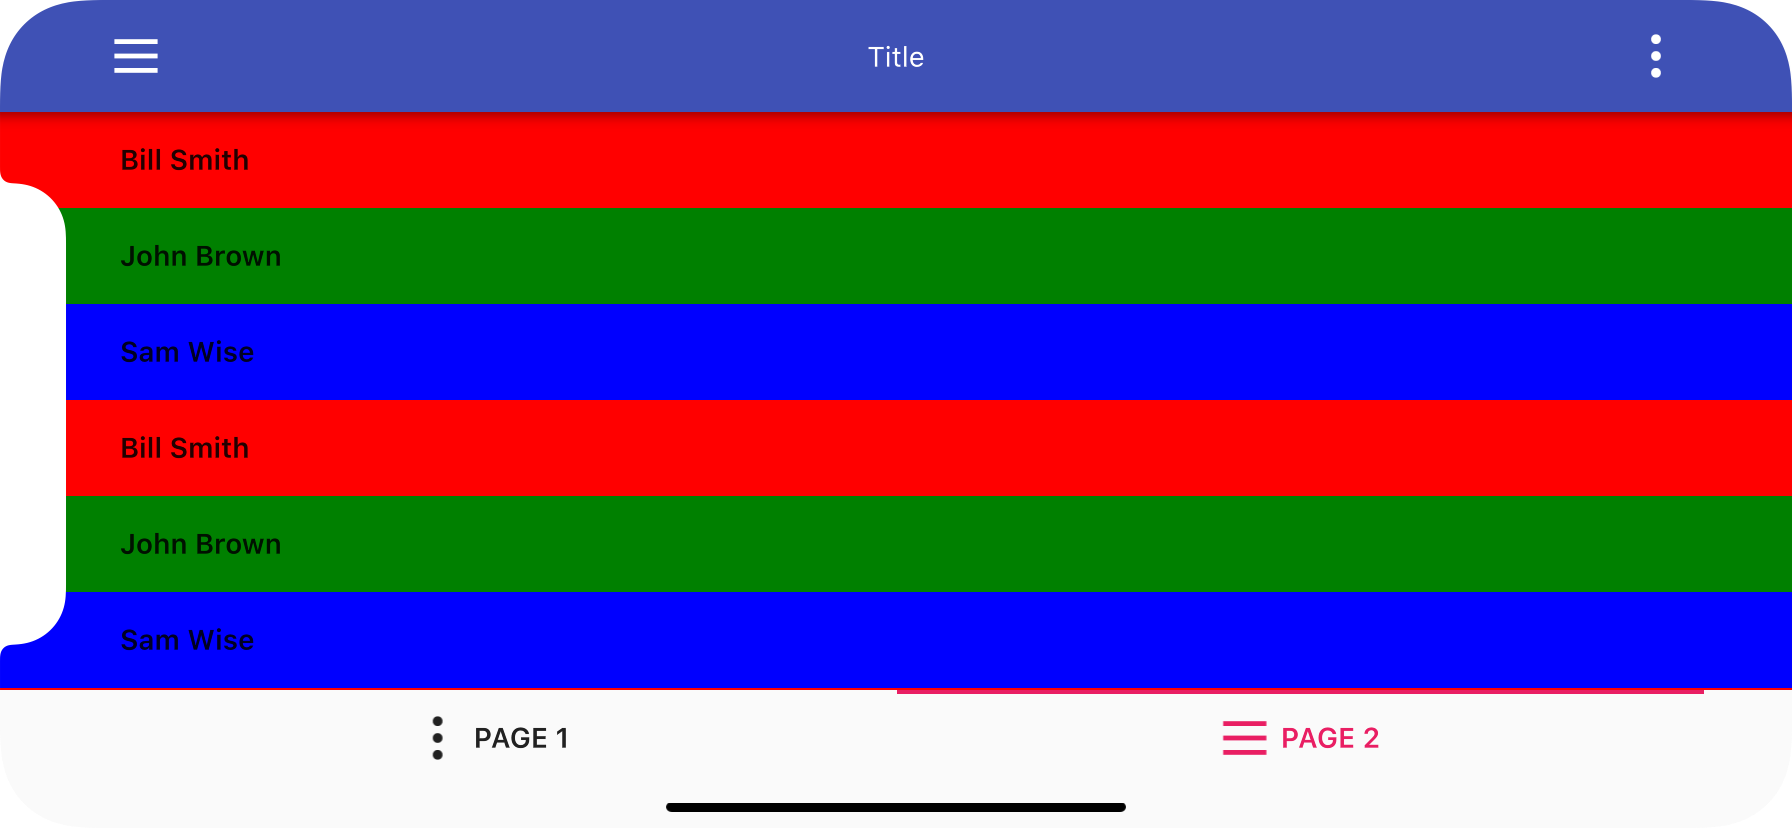 Title
Bill Smith
John Brown
Sam Wise
Bill Smith
John Brown
Sam Wise
PAGE 1
PAGE 2